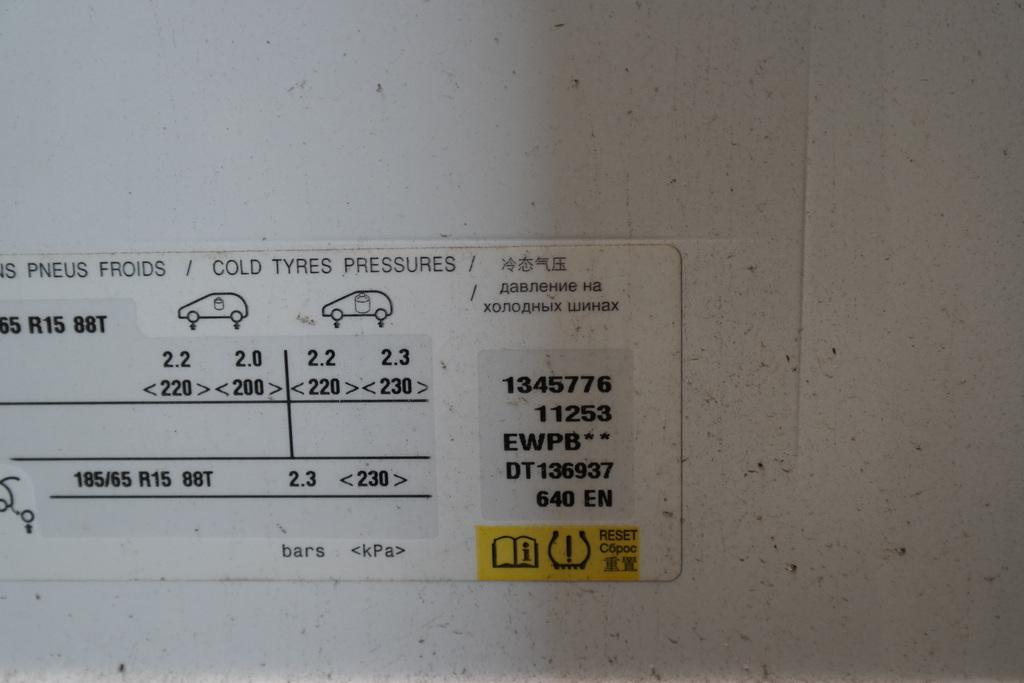 NS PNEUS FROIDS / COLD TYRES PRESSURES / 冷态气压
/ давление на
холодных шинах
65 R15 88T
2.2 2.0 2.2 2.3
<220> <200> <220> <230>
185/65 R15 88T 2.3 <230>
bars <kPa>
1345776
11253
EWPB**
DT136937
640 EN
RESET
Сброс
重置